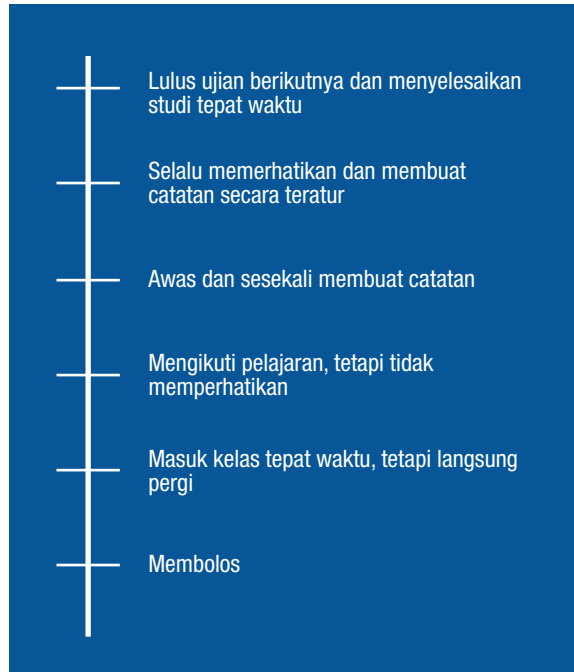 Lulus ujian berikutnya dan menyelesaikan
studi tepat waktu
Selalu memerhatikan dan membuat
catatan secara teratur
Awas dan sesekali membuat catatan
Mengikuti pelajaran, tetapi tidak
memperhatikan
Masuk kelas tepat waktu, tetapi langsung
pergi
Membolos